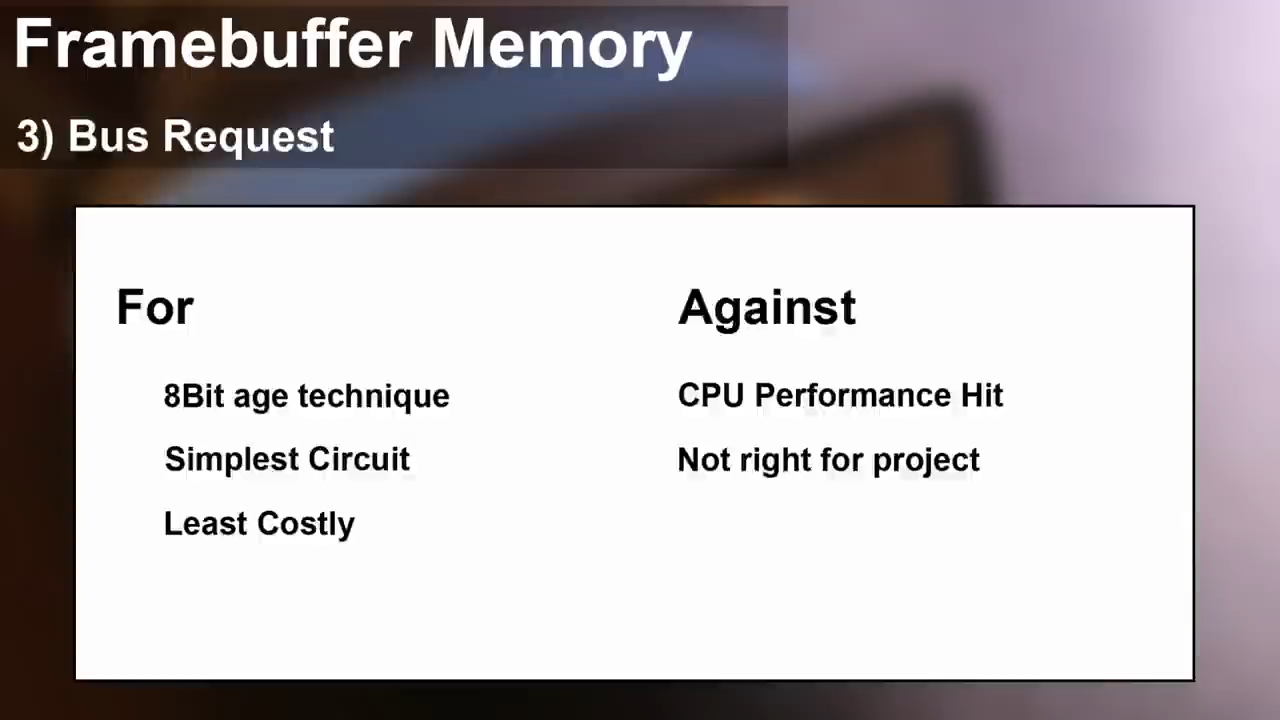 Framebuffer Memory
3) Bus Request
For
8Bit age technique
Simplest Circuit
Least Costly
Against
CPU Performance Hit
Not right for project